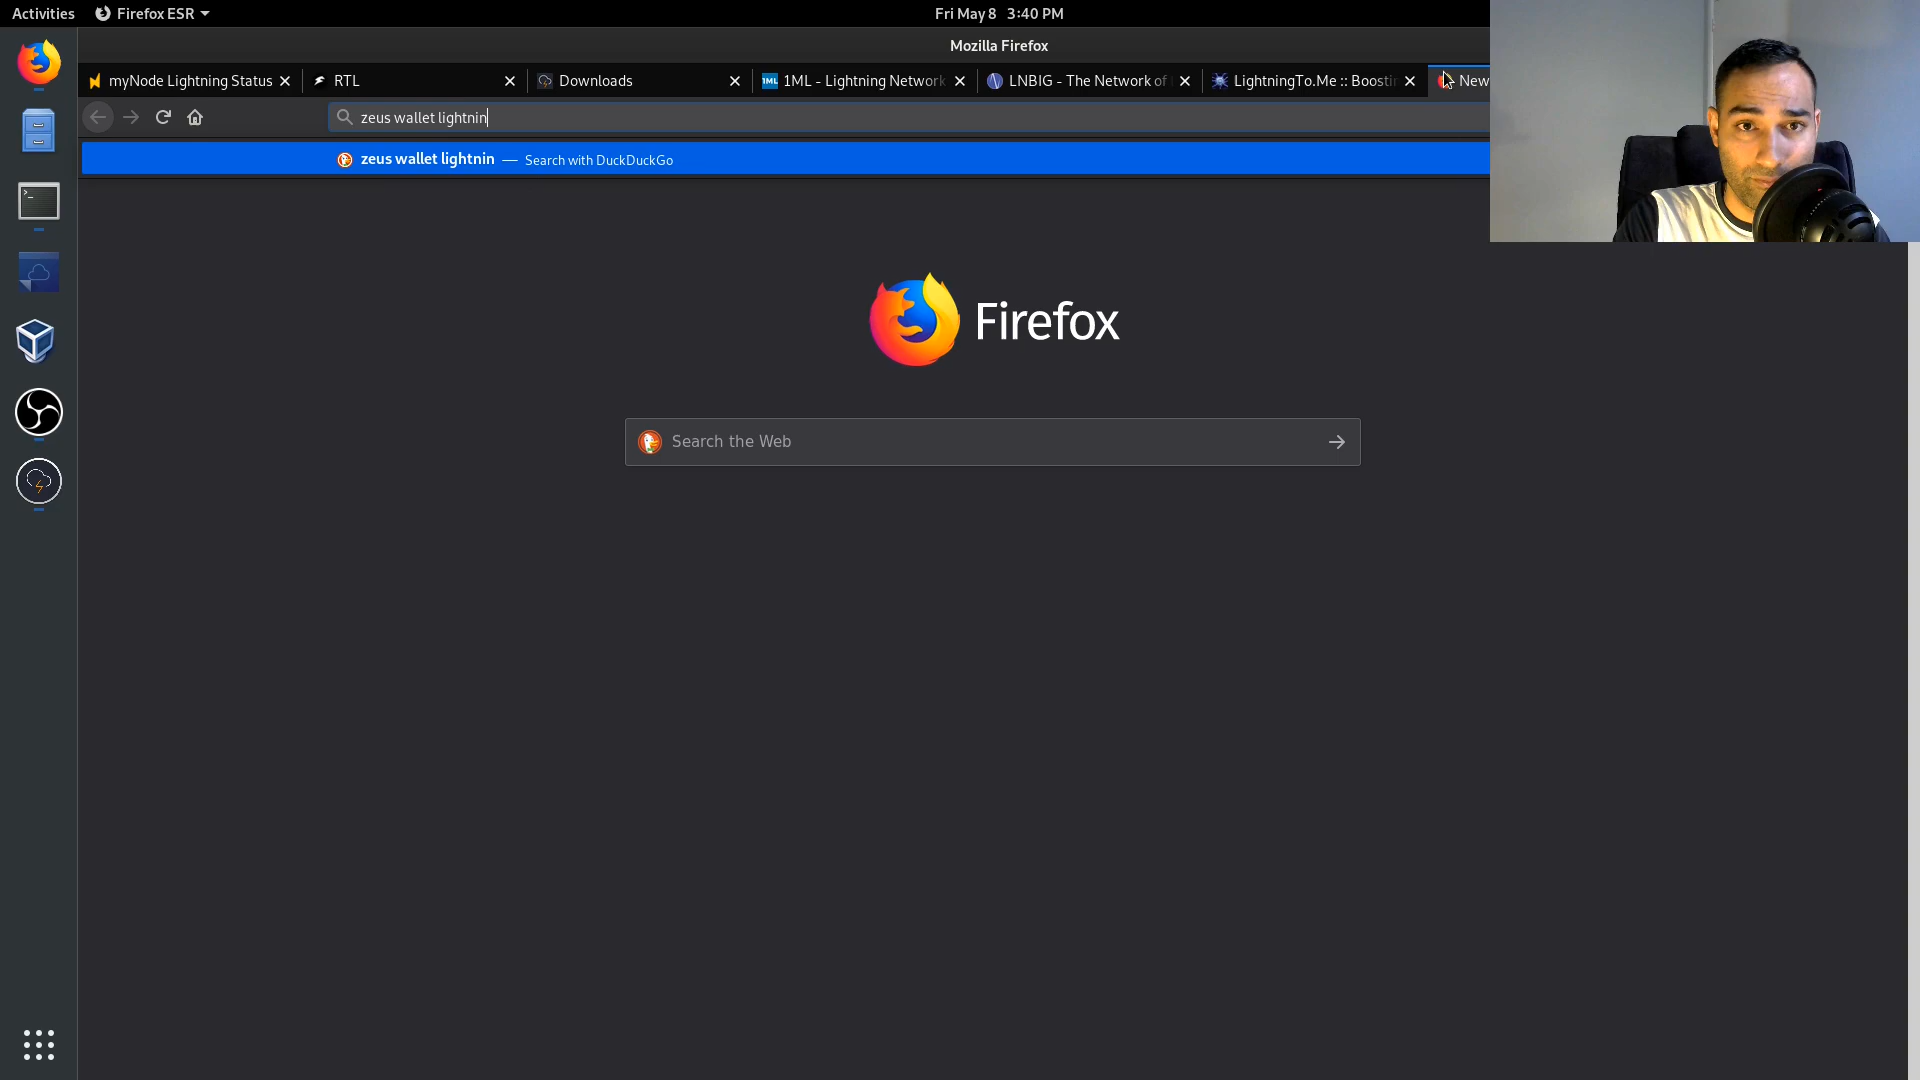 Activities
Firefox ESR
Fri May 8 3:40 PM
Mozilla Firefox
myNode Lightning Status
RTL
Downloads
1ML
1ML - Lightning Network
LNBIG - The Network of
LightningTo.Me :: Boostin
New
zeus wallet lightnin
zeus wallet lightnin — Search with DuckDuckGo
Firefox
Search the Web